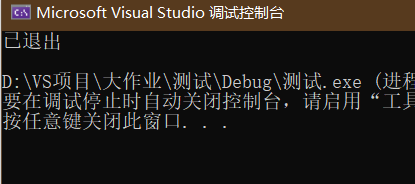 Microsoft Visual Studio 调试控制台
已退出
D:\VS项目\大作业\测试\Debug\测试.exe (进程
要在调试停止时自动关闭控制台，请启用“工具
按任意键关闭此窗口. . .